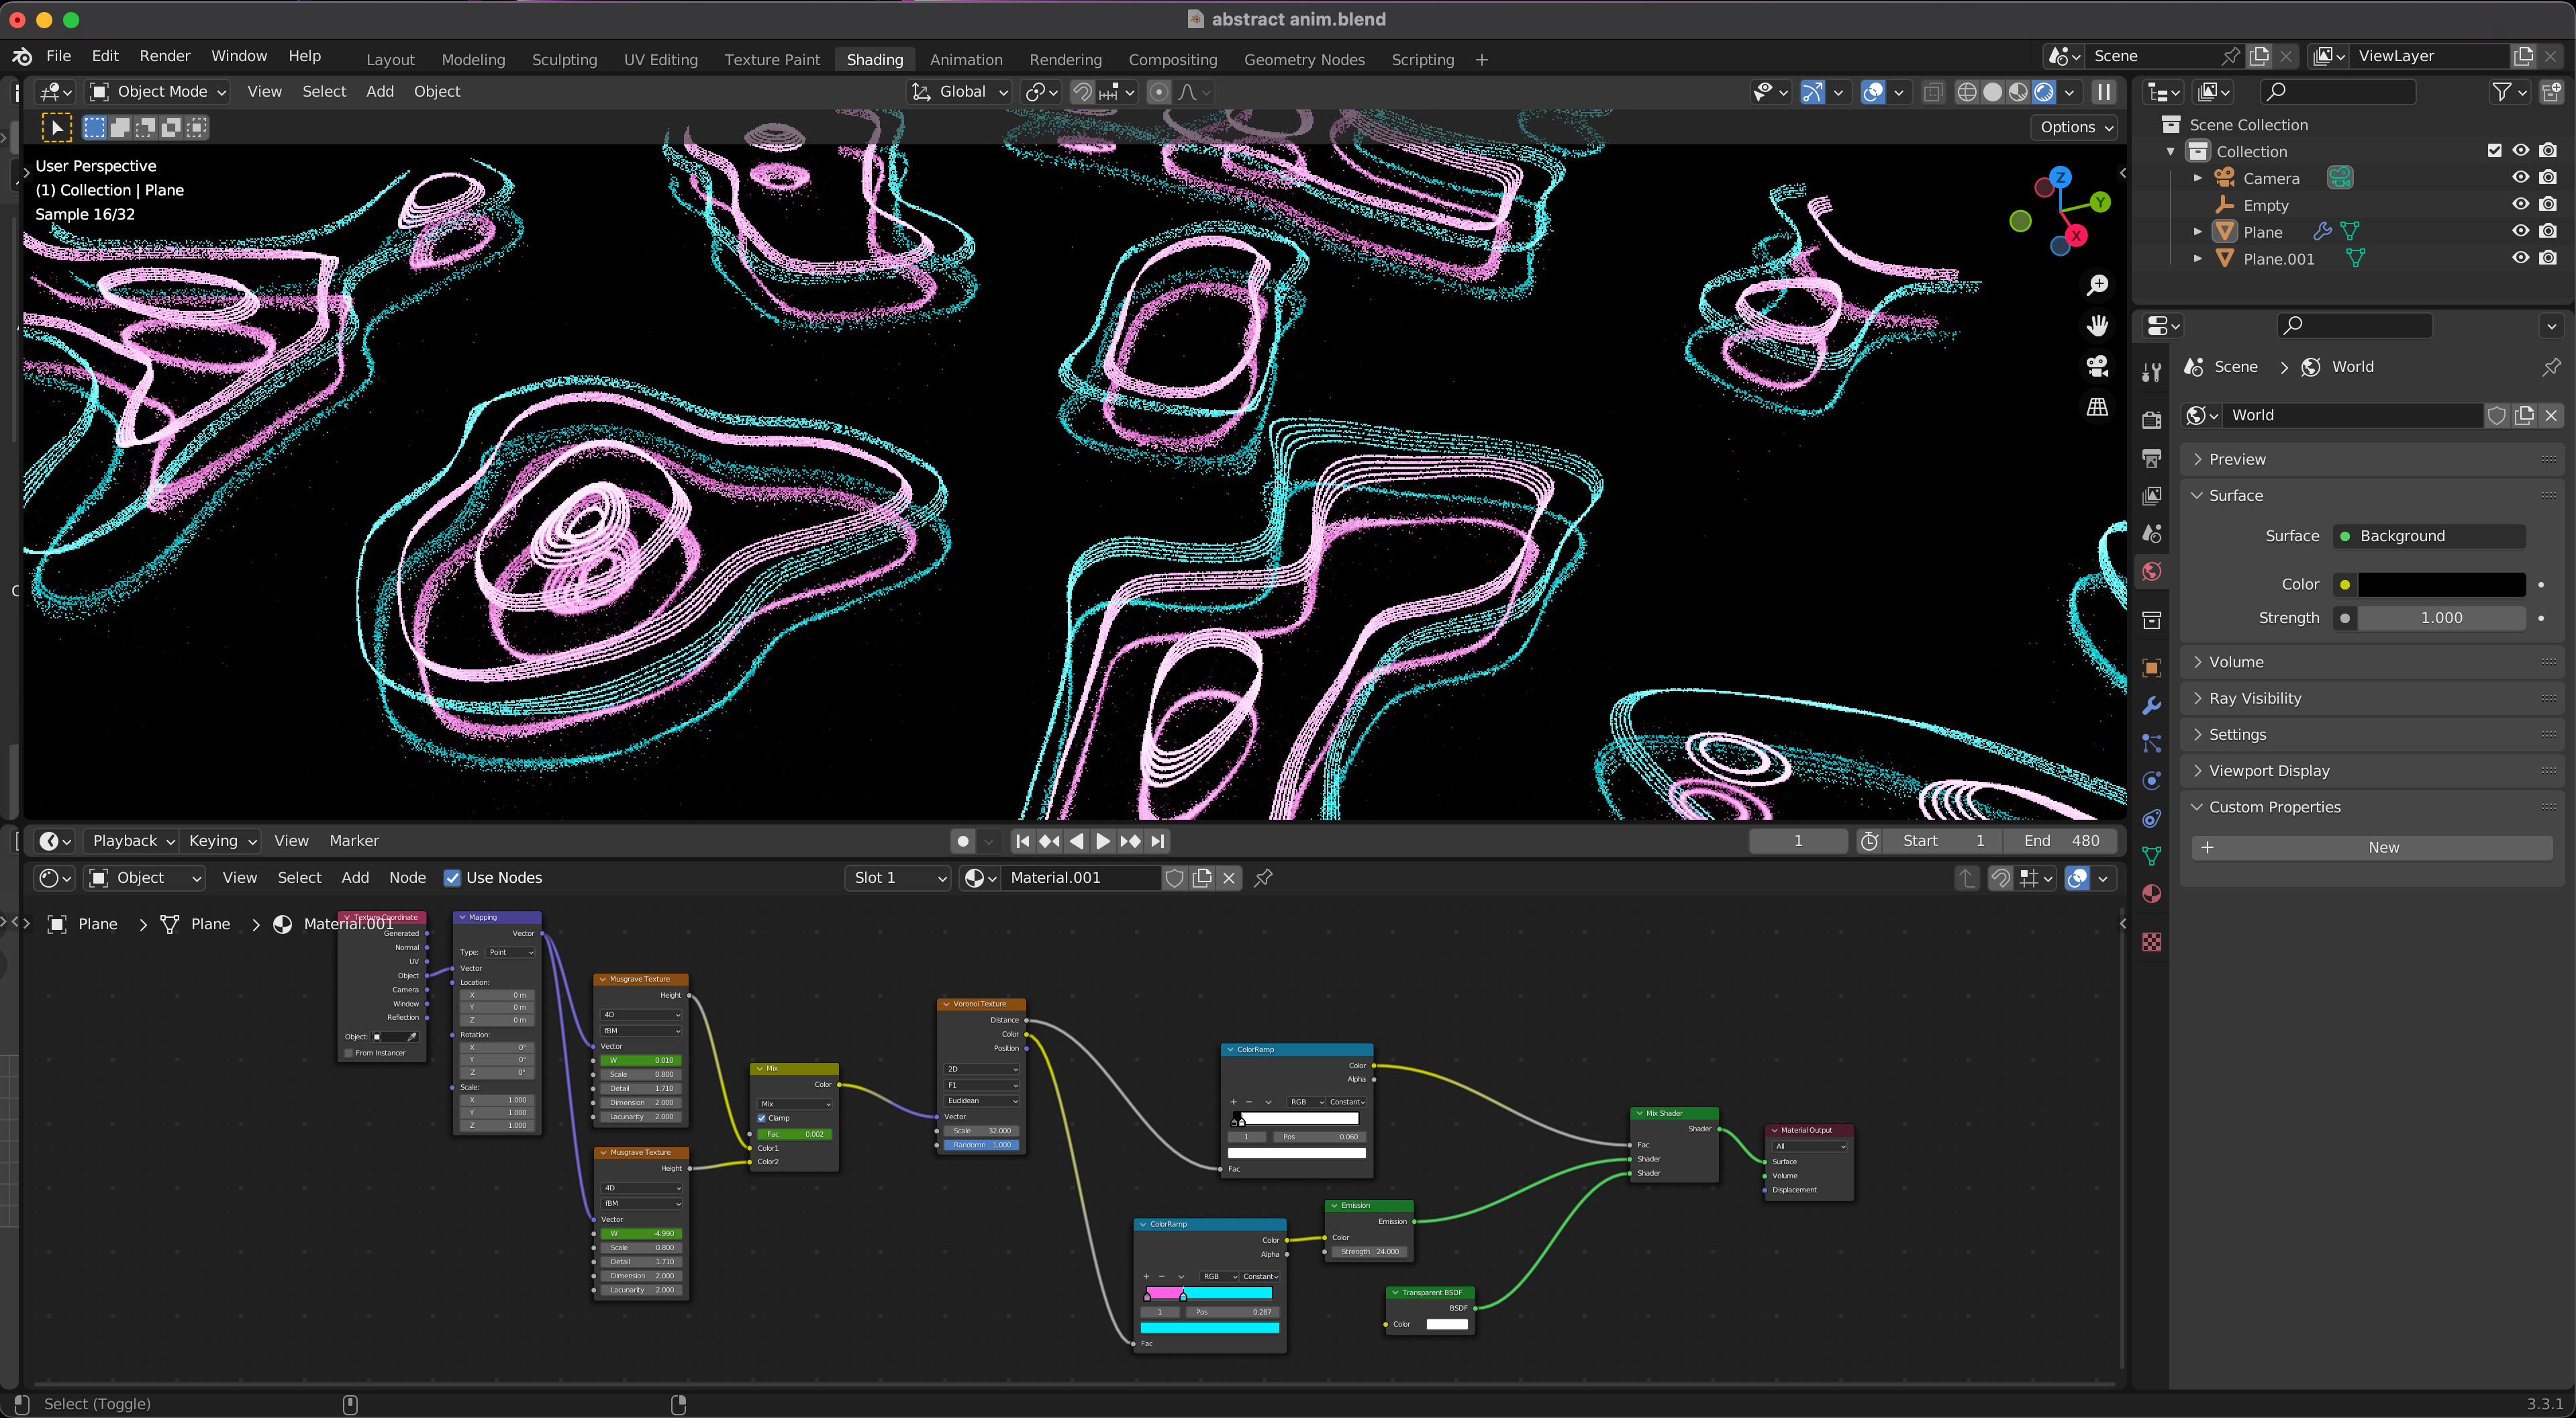 abstract anim.blend
File Edit Render Window Help Layout Modeling Sculpting UV Editing Texture Paint Shading Animation Rendering Compositing Geometry Nodes Scripting + Scene ViewLayer
Object Mode View Select Add Object Global
Options
User Perspective
(1) Collection | Plane
Sample 16/32
Z
Y
X
Scene Collection
Collection
Camera
Empty
Plane
Plane.001
Scene > World
World
Preview
Surface
Surface Background
Color
Strength 1.000
Volume
Ray Visibility
Settings
Viewport Display
Custom Properties
+ New
Playback Keying View Marker 1 Start 1 End 480
Object View Select Add Node Use Nodes Slot 1 Material.001
Plane > Plane > Material.001
Texture Coordinate
Generated
Normal
UV
Object
Camera
Window
Reflection
Object:
From Instancer
Mapping
Vector
Type: Point
Vector
Location:
X 0 m
Y 0 m
Z 0 m
Rotation:
X 0°
Y 0°
Z 0°
Scale:
X 1.000
Y 1.000
Z 1.000
Musgrave Texture
Height
4D
fBM
Vector
W 0.010
Scale 0.800
Detail 1.710
Dimension 2.000
Lacunarity 2.000
Musgrave Texture
Height
4D
fBM
Vector
W -4.990
Scale 0.800
Detail 1.710
Dimension 2.000
Lacunarity 2.000
Mix
Color
Mix
Clamp
Fac 0.002
Color1
Color2
Voronoi Texture
Distance
Color
Position
2D
F1
Euclidean
Vector
Scale 32.000
Randomn 1.000
ColorRamp
Color
Alpha
+ − RGB Constant
1 Pos 0.060
Fac
ColorRamp
Color
Alpha
+ − RGB Constant
1 Pos 0.287
Fac
Emission
Emission
Color
Strength 24.000
Transparent BSDF
BSDF
Color
Mix Shader
Shader
Fac
Shader
Shader
Material Output
All
Surface
Volume
Displacement
Select (Toggle)
3.3.1